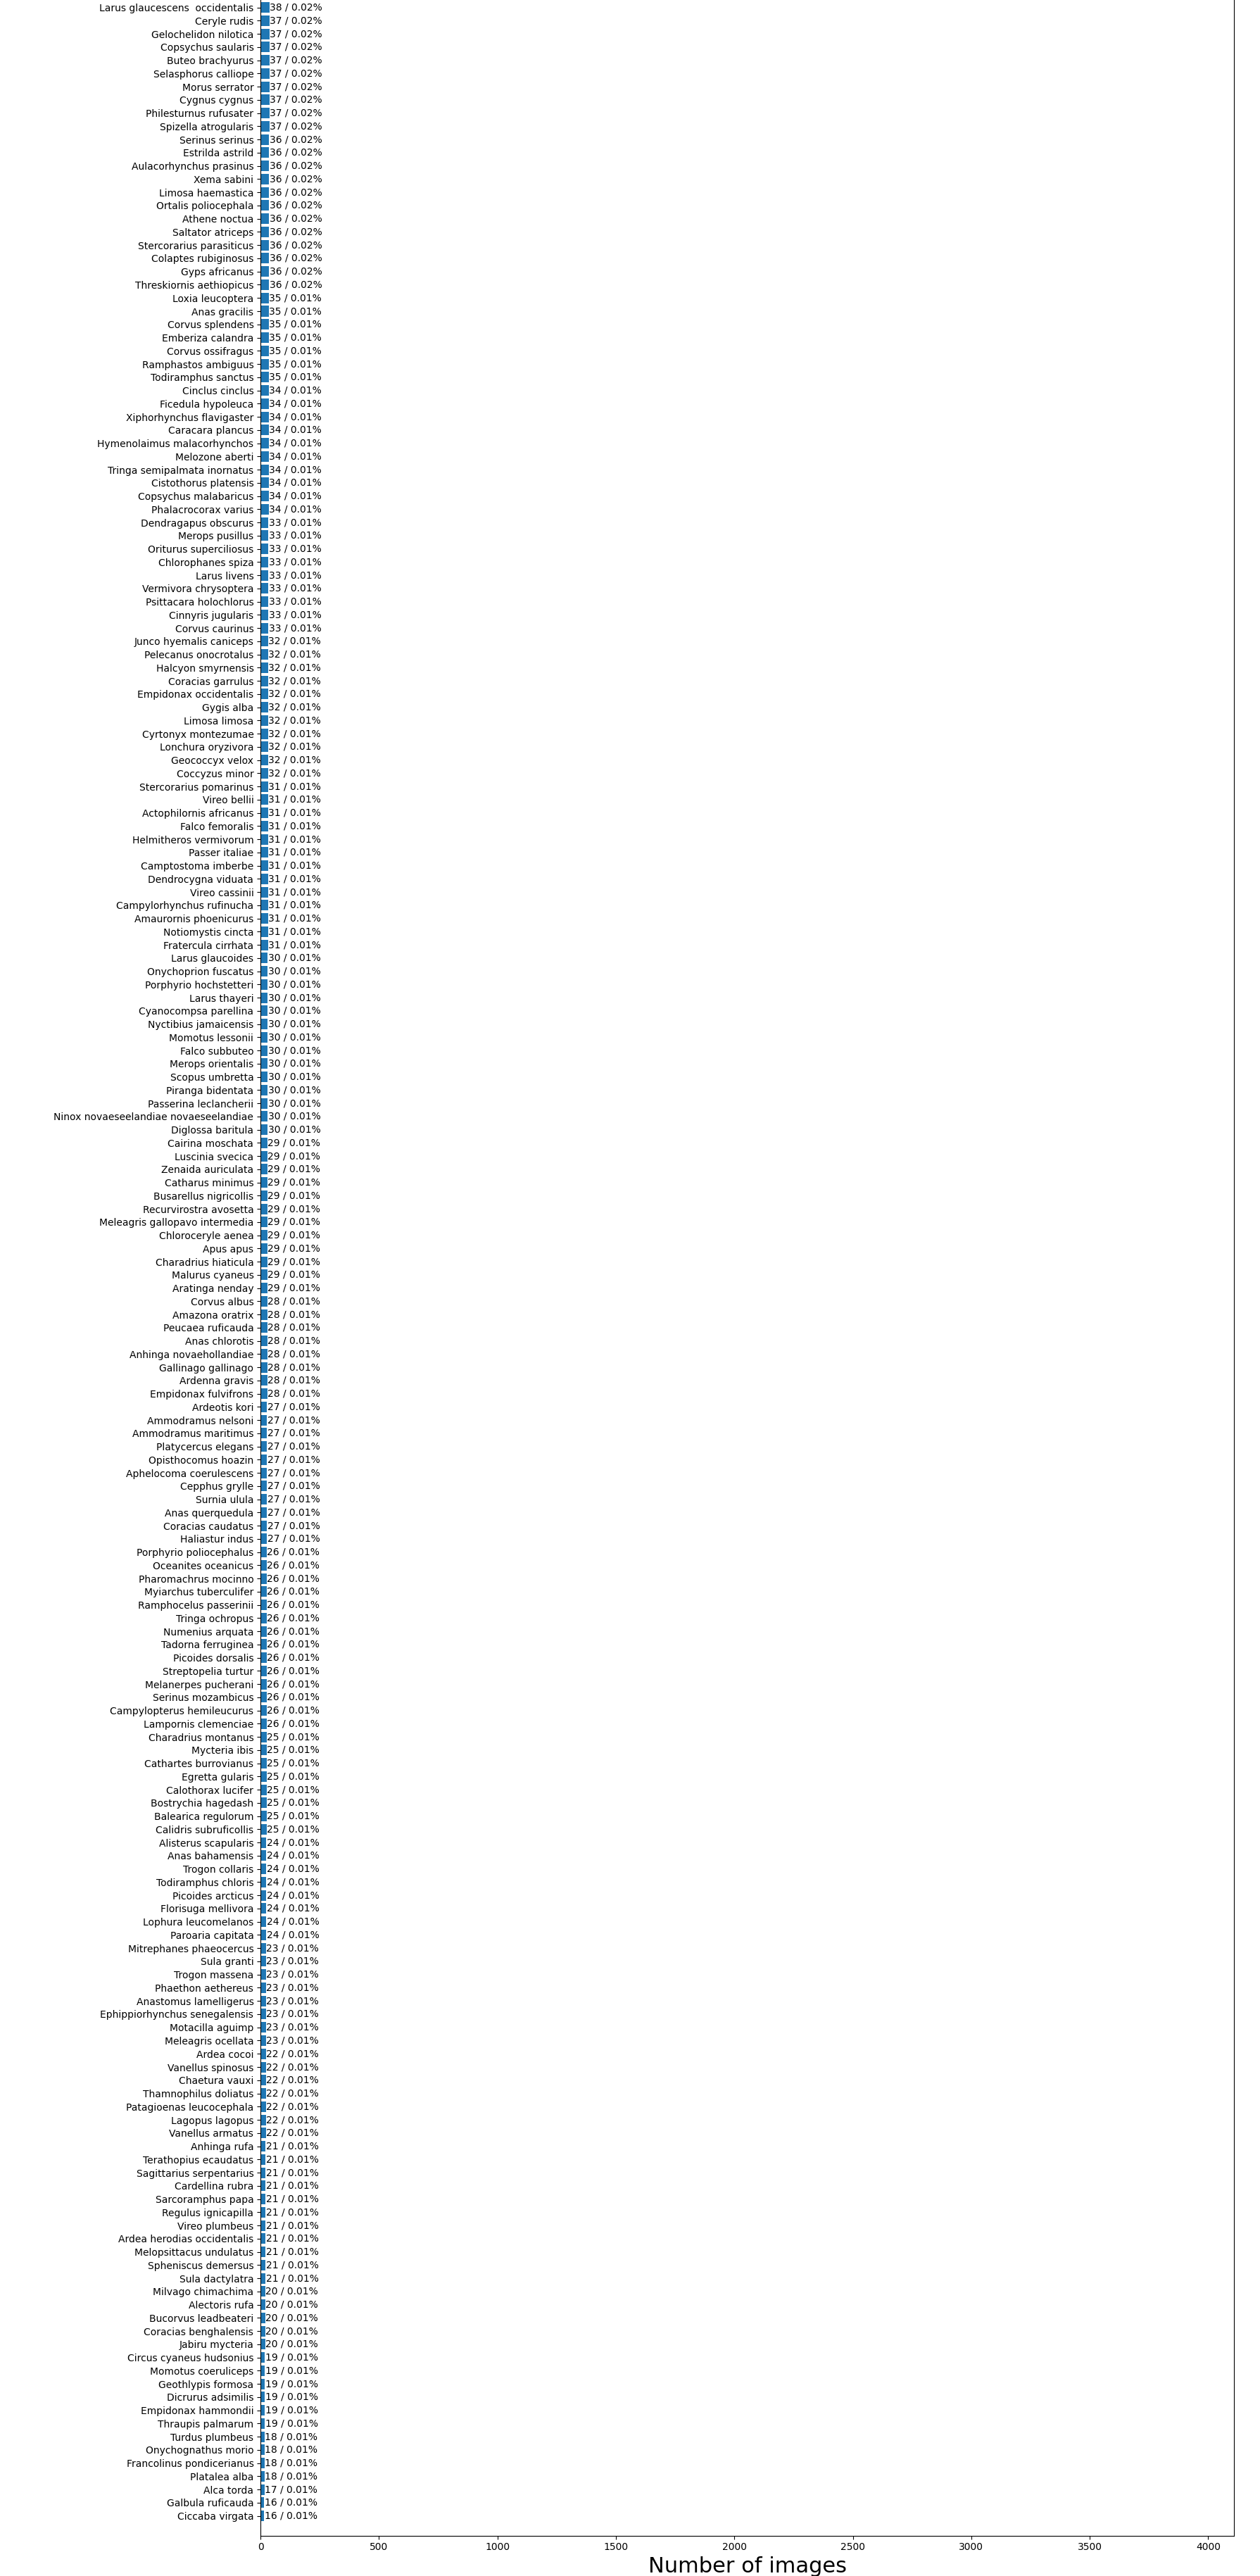 Larus glaucescens  occidentalis 38 / 0.02%
Ceryle rudis 37 / 0.02%
Gelochelidon nilotica 37 / 0.02%
Copsychus saularis 37 / 0.02%
Buteo brachyurus 37 / 0.02%
Selasphorus calliope 37 / 0.02%
Morus serrator 37 / 0.02%
Cygnus cygnus 37 / 0.02%
Philesturnus rufusater 37 / 0.02%
Spizella atrogularis 37 / 0.02%
Serinus serinus 36 / 0.02%
Estrilda astrild 36 / 0.02%
Aulacorhynchus prasinus 36 / 0.02%
Xema sabini 36 / 0.02%
Limosa haemastica 36 / 0.02%
Ortalis poliocephala 36 / 0.02%
Athene noctua 36 / 0.02%
Saltator atriceps 36 / 0.02%
Stercorarius parasiticus 36 / 0.02%
Colaptes rubiginosus 36 / 0.02%
Gyps africanus 36 / 0.02%
Threskiornis aethiopicus 36 / 0.02%
Loxia leucoptera 35 / 0.01%
Anas gracilis 35 / 0.01%
Corvus splendens 35 / 0.01%
Emberiza calandra 35 / 0.01%
Corvus ossifragus 35 / 0.01%
Ramphastos ambiguus 35 / 0.01%
Todiramphus sanctus 35 / 0.01%
Cinclus cinclus 34 / 0.01%
Ficedula hypoleuca 34 / 0.01%
Xiphorhynchus flavigaster 34 / 0.01%
Caracara plancus 34 / 0.01%
Hymenolaimus malacorhynchos 34 / 0.01%
Melozone aberti 34 / 0.01%
Tringa semipalmata inornatus 34 / 0.01%
Cistothorus platensis 34 / 0.01%
Copsychus malabaricus 34 / 0.01%
Phalacrocorax varius 34 / 0.01%
Dendragapus obscurus 33 / 0.01%
Merops pusillus 33 / 0.01%
Oriturus superciliosus 33 / 0.01%
Chlorophanes spiza 33 / 0.01%
Larus livens 33 / 0.01%
Vermivora chrysoptera 33 / 0.01%
Psittacara holochlorus 33 / 0.01%
Cinnyris jugularis 33 / 0.01%
Corvus caurinus 33 / 0.01%
Junco hyemalis caniceps 32 / 0.01%
Pelecanus onocrotalus 32 / 0.01%
Halcyon smyrnensis 32 / 0.01%
Coracias garrulus 32 / 0.01%
Empidonax occidentalis 32 / 0.01%
Gygis alba 32 / 0.01%
Limosa limosa 32 / 0.01%
Cyrtonyx montezumae 32 / 0.01%
Lonchura oryzivora 32 / 0.01%
Geococcyx velox 32 / 0.01%
Coccyzus minor 32 / 0.01%
Stercorarius pomarinus 31 / 0.01%
Vireo bellii 31 / 0.01%
Actophilornis africanus 31 / 0.01%
Falco femoralis 31 / 0.01%
Helmitheros vermivorum 31 / 0.01%
Passer italiae 31 / 0.01%
Camptostoma imberbe 31 / 0.01%
Dendrocygna viduata 31 / 0.01%
Vireo cassinii 31 / 0.01%
Campylorhynchus rufinucha 31 / 0.01%
Amaurornis phoenicurus 31 / 0.01%
Notiomystis cincta 31 / 0.01%
Fratercula cirrhata 31 / 0.01%
Larus glaucoides 30 / 0.01%
Onychoprion fuscatus 30 / 0.01%
Porphyrio hochstetteri 30 / 0.01%
Larus thayeri 30 / 0.01%
Cyanocompsa parellina 30 / 0.01%
Nyctibius jamaicensis 30 / 0.01%
Momotus lessonii 30 / 0.01%
Falco subbuteo 30 / 0.01%
Merops orientalis 30 / 0.01%
Scopus umbretta 30 / 0.01%
Piranga bidentata 30 / 0.01%
Passerina leclancherii 30 / 0.01%
Ninox novaeseelandiae novaeseelandiae 30 / 0.01%
Diglossa baritula 30 / 0.01%
Cairina moschata 29 / 0.01%
Luscinia svecica 29 / 0.01%
Zenaida auriculata 29 / 0.01%
Catharus minimus 29 / 0.01%
Busarellus nigricollis 29 / 0.01%
Recurvirostra avosetta 29 / 0.01%
Meleagris gallopavo intermedia 29 / 0.01%
Chloroceryle aenea 29 / 0.01%
Apus apus 29 / 0.01%
Charadrius hiaticula 29 / 0.01%
Malurus cyaneus 29 / 0.01%
Aratinga nenday 29 / 0.01%
Corvus albus 28 / 0.01%
Amazona oratrix 28 / 0.01%
Peucaea ruficauda 28 / 0.01%
Anas chlorotis 28 / 0.01%
Anhinga novaehollandiae 28 / 0.01%
Gallinago gallinago 28 / 0.01%
Ardenna gravis 28 / 0.01%
Empidonax fulvifrons 28 / 0.01%
Ardeotis kori 27 / 0.01%
Ammodramus nelsoni 27 / 0.01%
Ammodramus maritimus 27 / 0.01%
Platycercus elegans 27 / 0.01%
Opisthocomus hoazin 27 / 0.01%
Aphelocoma coerulescens 27 / 0.01%
Cepphus grylle 27 / 0.01%
Surnia ulula 27 / 0.01%
Anas querquedula 27 / 0.01%
Coracias caudatus 27 / 0.01%
Haliastur indus 27 / 0.01%
Porphyrio poliocephalus 26 / 0.01%
Oceanites oceanicus 26 / 0.01%
Pharomachrus mocinno 26 / 0.01%
Myiarchus tuberculifer 26 / 0.01%
Ramphocelus passerinii 26 / 0.01%
Tringa ochropus 26 / 0.01%
Numenius arquata 26 / 0.01%
Tadorna ferruginea 26 / 0.01%
Picoides dorsalis 26 / 0.01%
Streptopelia turtur 26 / 0.01%
Melanerpes pucherani 26 / 0.01%
Serinus mozambicus 26 / 0.01%
Campylopterus hemileucurus 26 / 0.01%
Lampornis clemenciae 26 / 0.01%
Charadrius montanus 25 / 0.01%
Mycteria ibis 25 / 0.01%
Cathartes burrovianus 25 / 0.01%
Egretta gularis 25 / 0.01%
Calothorax lucifer 25 / 0.01%
Bostrychia hagedash 25 / 0.01%
Balearica regulorum 25 / 0.01%
Calidris subruficollis 25 / 0.01%
Alisterus scapularis 24 / 0.01%
Anas bahamensis 24 / 0.01%
Trogon collaris 24 / 0.01%
Todiramphus chloris 24 / 0.01%
Picoides arcticus 24 / 0.01%
Florisuga mellivora 24 / 0.01%
Lophura leucomelanos 24 / 0.01%
Paroaria capitata 24 / 0.01%
Mitrephanes phaeocercus 23 / 0.01%
Sula granti 23 / 0.01%
Trogon massena 23 / 0.01%
Phaethon aethereus 23 / 0.01%
Anastomus lamelligerus 23 / 0.01%
Ephippiorhynchus senegalensis 23 / 0.01%
Motacilla aguimp 23 / 0.01%
Meleagris ocellata 23 / 0.01%
Ardea cocoi 22 / 0.01%
Vanellus spinosus 22 / 0.01%
Chaetura vauxi 22 / 0.01%
Thamnophilus doliatus 22 / 0.01%
Patagioenas leucocephala 22 / 0.01%
Lagopus lagopus 22 / 0.01%
Vanellus armatus 22 / 0.01%
Anhinga rufa 21 / 0.01%
Terathopius ecaudatus 21 / 0.01%
Sagittarius serpentarius 21 / 0.01%
Cardellina rubra 21 / 0.01%
Sarcoramphus papa 21 / 0.01%
Regulus ignicapilla 21 / 0.01%
Vireo plumbeus 21 / 0.01%
Ardea herodias occidentalis 21 / 0.01%
Melopsittacus undulatus 21 / 0.01%
Spheniscus demersus 21 / 0.01%
Sula dactylatra 21 / 0.01%
Milvago chimachima 20 / 0.01%
Alectoris rufa 20 / 0.01%
Bucorvus leadbeateri 20 / 0.01%
Coracias benghalensis 20 / 0.01%
Jabiru mycteria 20 / 0.01%
Circus cyaneus hudsonius 19 / 0.01%
Momotus coeruliceps 19 / 0.01%
Geothlypis formosa 19 / 0.01%
Dicrurus adsimilis 19 / 0.01%
Empidonax hammondii 19 / 0.01%
Thraupis palmarum 19 / 0.01%
Turdus plumbeus 18 / 0.01%
Onychognathus morio 18 / 0.01%
Francolinus pondicerianus 18 / 0.01%
Platalea alba 18 / 0.01%
Alca torda 17 / 0.01%
Galbula ruficauda 16 / 0.01%
Ciccaba virgata 16 / 0.01%
0 500 1000 1500 2000 2500 3000 3500 4000
Number of images